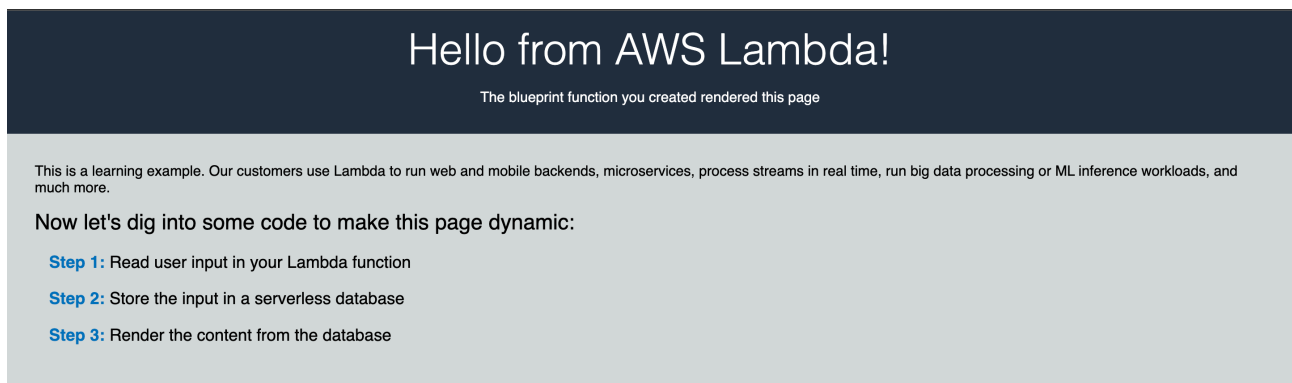 Hello from AWS Lambda!
The blueprint function you created rendered this page
This is a learning example. Our customers use Lambda to run web and mobile backends, microservices, process streams in real time, run big data processing or ML inference workloads, and
much more.
Now let's dig into some code to make this page dynamic:
Step 1: Read user input in your Lambda function
Step 2: Store the input in a serverless database
Step 3: Render the content from the database